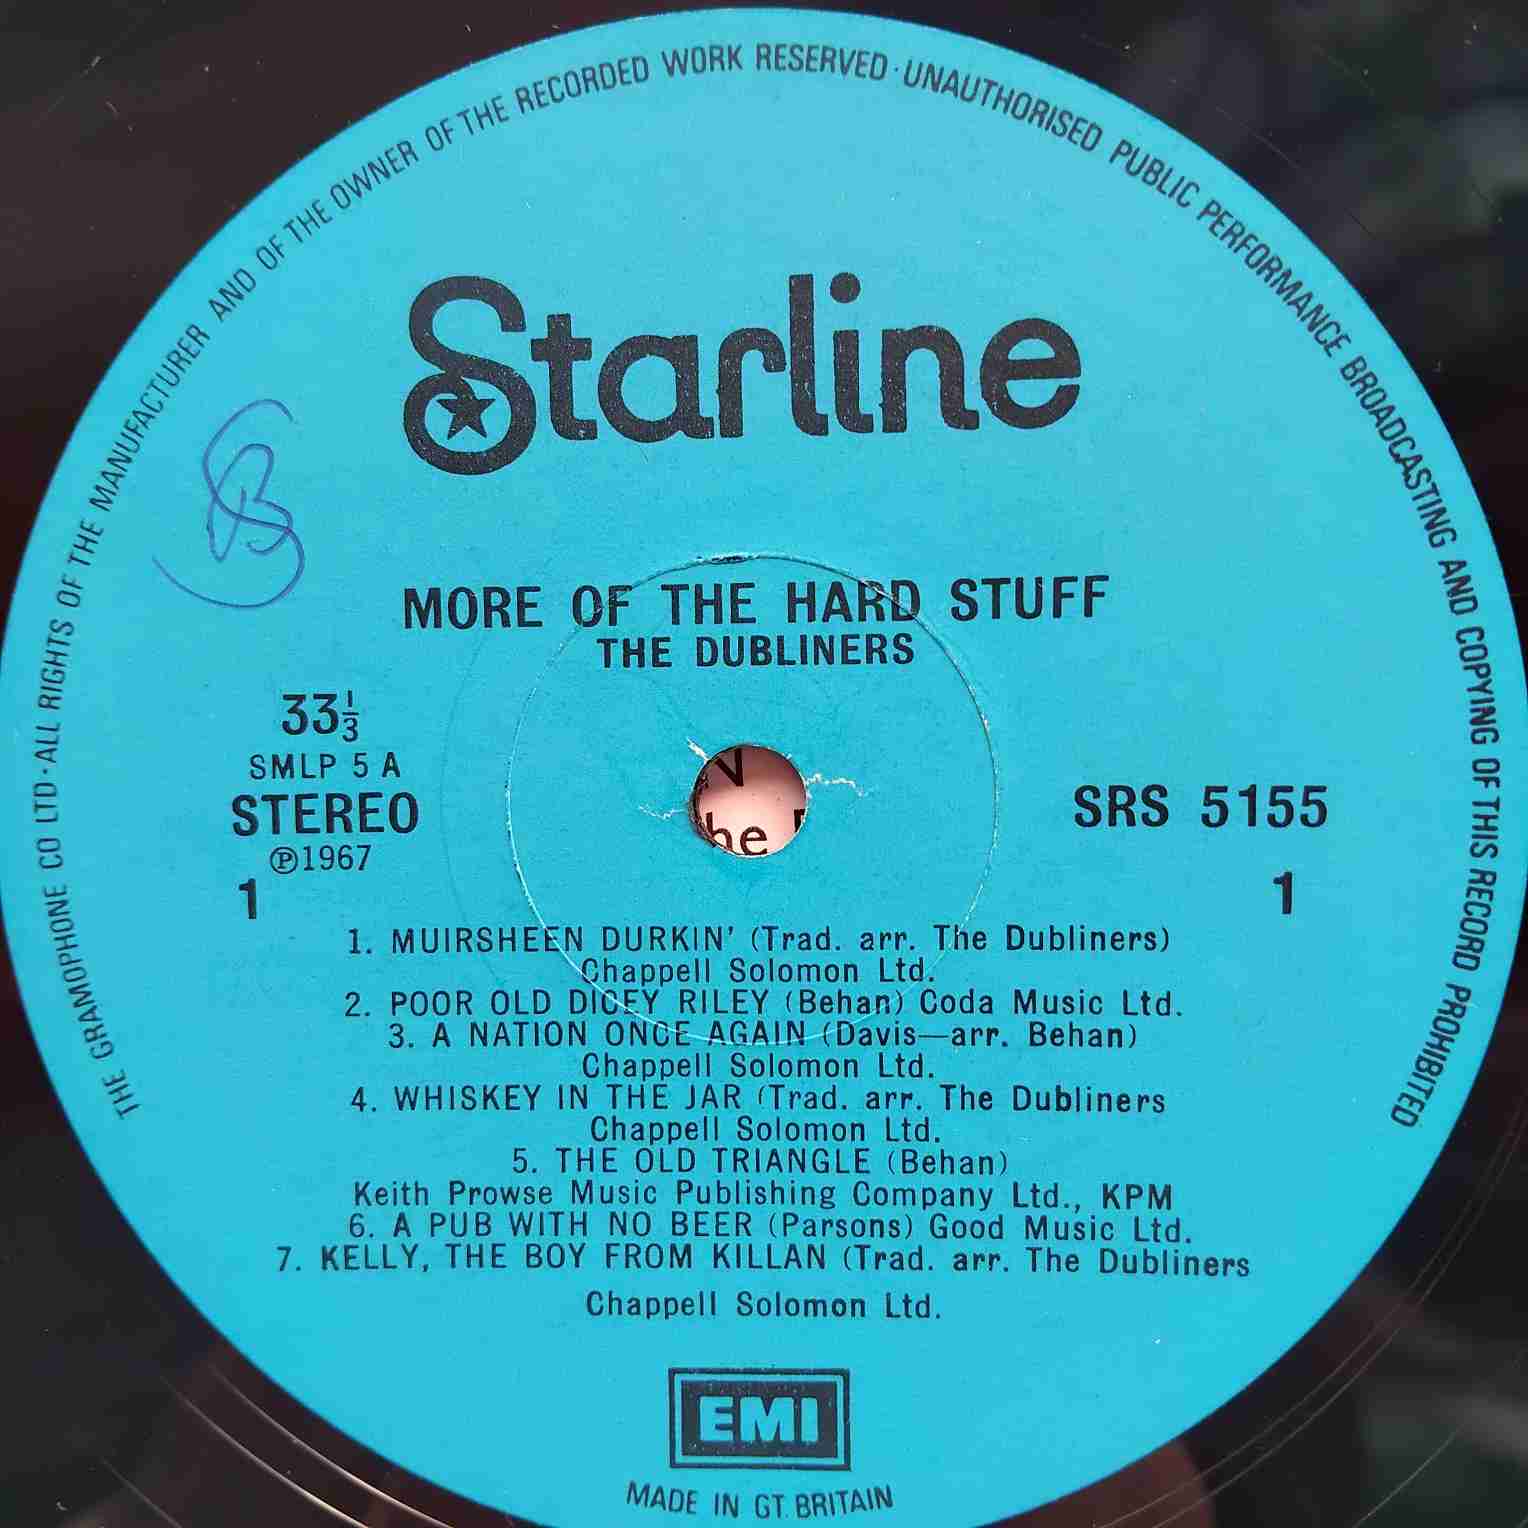 THE GRAMOPHONE CO LTD · ALL RIGHTS OF THE MANUFACTURER AND OF THE OWNER OF THE RECORDED WORK RESERVED · UNAUTHORISED PUBLIC PERFORMANCE BROADCASTING AND COPYING OF THIS RECORD PROHIBITED
Starline
MORE OF THE HARD STUFF
THE DUBLINERS
33⅓
SMLP 5 A
STEREO
℗1967
1
SRS 5155
1
he
1. MUIRSHEEN DURKIN' (Trad. arr. The Dubliners)
Chappell Solomon Ltd.
2. POOR OLD DICEY RILEY (Behan) Coda Music Ltd.
3. A NATION ONCE AGAIN (Davis—arr. Behan)
Chappell Solomon Ltd.
4. WHISKEY IN THE JAR (Trad. arr. The Dubliners
Chappell Solomon Ltd.
5. THE OLD TRIANGLE (Behan)
Keith Prowse Music Publishing Company Ltd., KPM
6. A PUB WITH NO BEER (Parsons) Good Music Ltd.
7. KELLY, THE BOY FROM KILLAN (Trad. arr. The Dubliners
Chappell Solomon Ltd.
EMI
MADE IN GT. BRITAIN